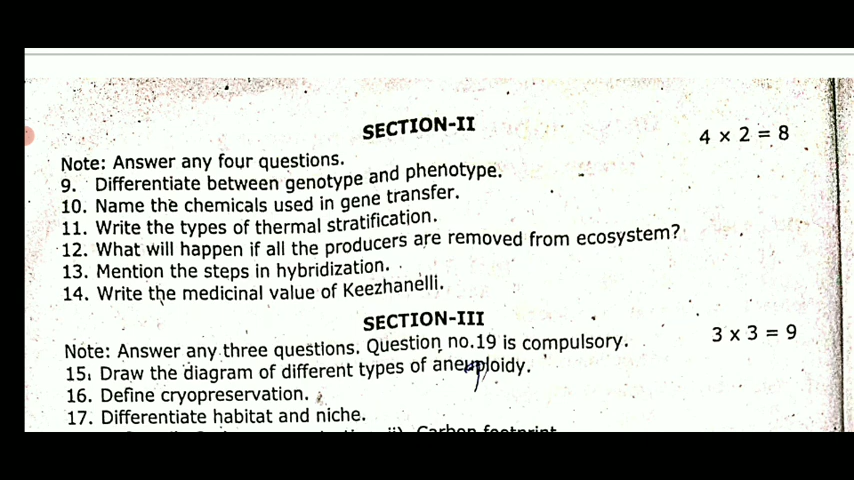 SECTION-II
4 x 2 = 8
Note: Answer any four questions.
9. Differentiate between genotype and phenotype.
10. Name the chemicals used in gene transfer.
11. Write the types of thermal stratification.
12. What will happen if all the producers are removed from ecosystem?
13. Mention the steps in hybridization.
14. Write the medicinal value of Keezhanelli.
SECTION-III
3 x 3 = 9
Note: Answer any three questions. Question no.19 is compulsory.
15. Draw the diagram of different types of aneuploidy.
16. Define cryopreservation.
17. Differentiate habitat and niche.
ii) Carbon footprint